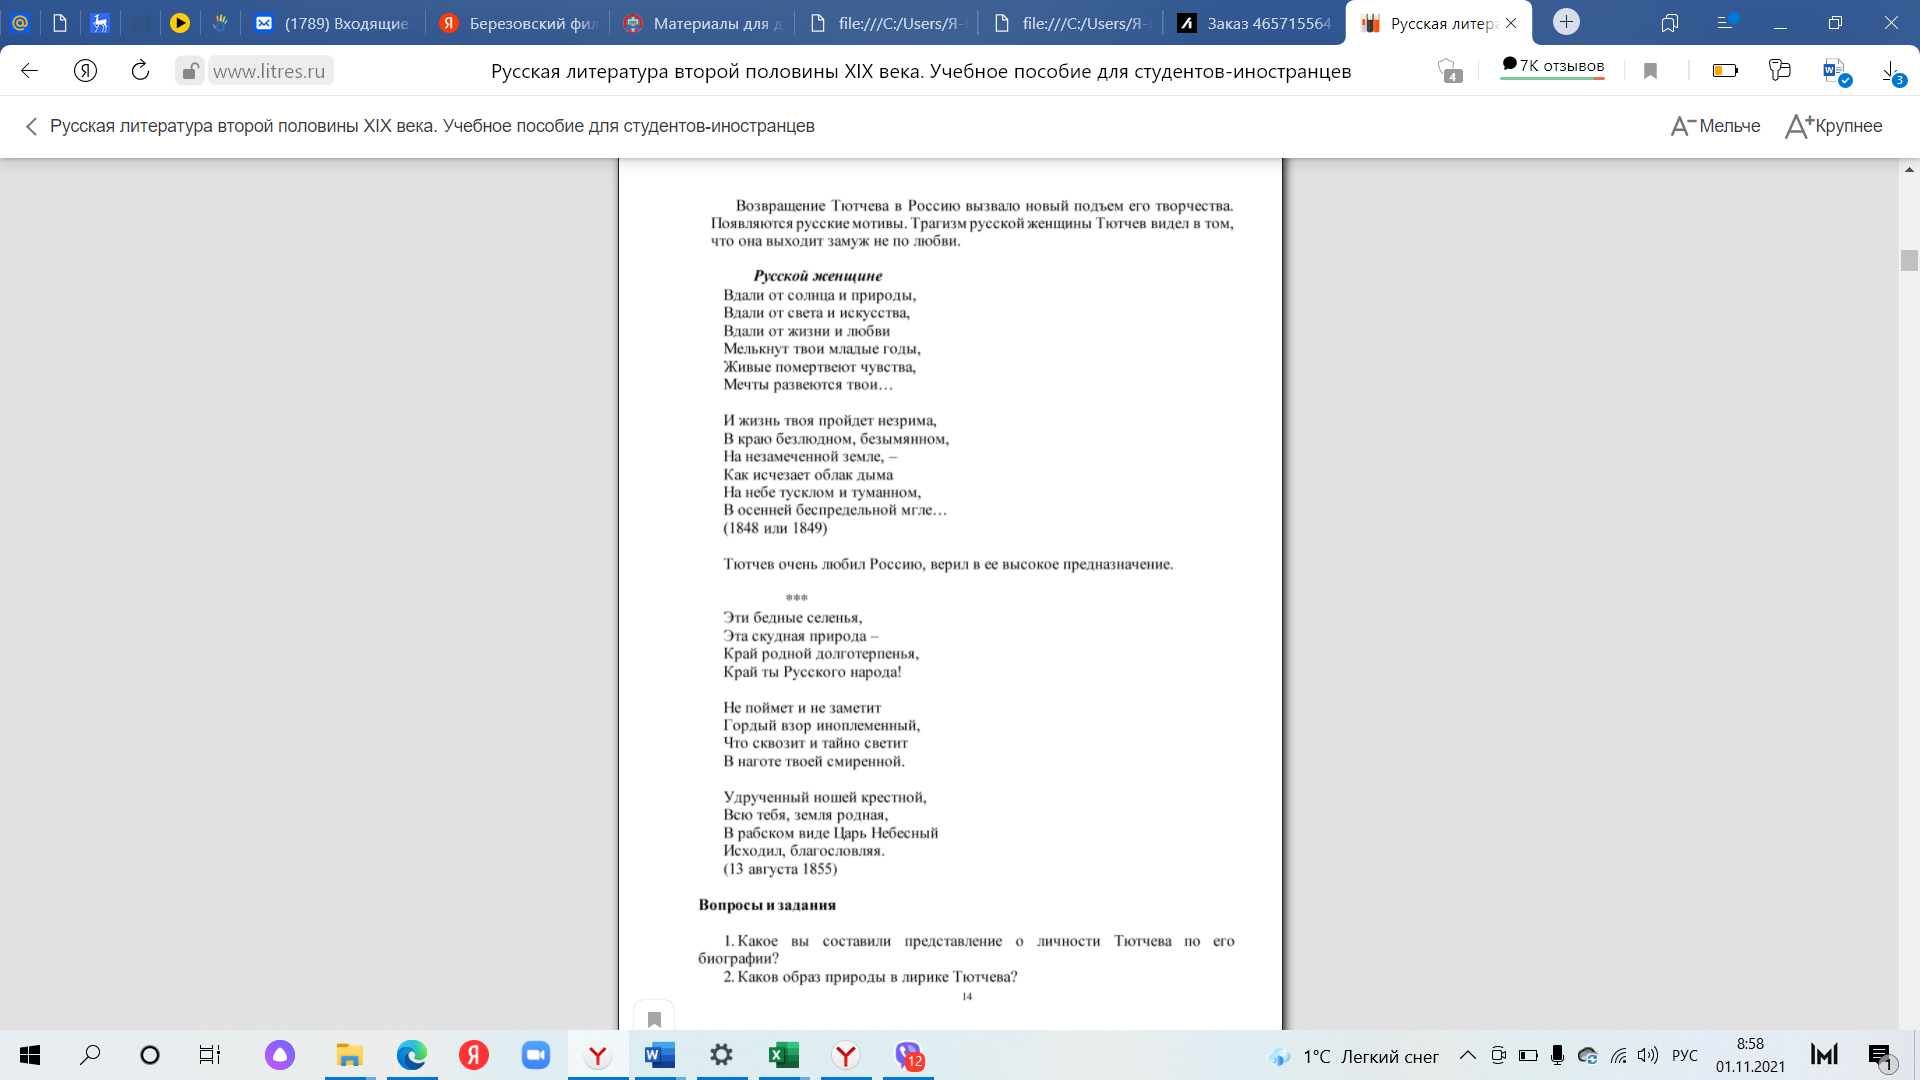 (1789) Входящие
Березовский фил
Материалы для д
file:///C:/Users/Я-
file:///C:/Users/Я-
Заказ 465715564
Русская литера
www.litres.ru
Русская литература второй половины XIX века. Учебное пособие для студентов-иностранцев
4
7K отзывов
3
Русская литература второй половины XIX века. Учебное пособие для студентов-иностранцев
A− Мельче
A+ Крупнее
Возвращение Тютчева в Россию вызвало новый подъем его творчества.
Появляются русские мотивы. Трагизм русской женщины Тютчев видел в том,
что она выходит замуж не по любви.
Русской женщине
Вдали от солнца и природы,
Вдали от света и искусства,
Вдали от жизни и любви
Мелькнут твои младые годы,
Живые помертвеют чувства,
Мечты развеются твои…
И жизнь твоя пройдет незрима,
В краю безлюдном, безымянном,
На незамеченной земле, –
Как исчезает облак дыма
На небе тусклом и туманном,
В осенней беспредельной мгле…
(1848 или 1849)
Тютчев очень любил Россию, верил в ее высокое предназначение.
***
Эти бедные селенья,
Эта скудная природа –
Край родной долготерпенья,
Край ты Русского народа!
Не поймет и не заметит
Гордый взор иноплеменный,
Что сквозит и тайно светит
В наготе твоей смиренной.
Удрученный ношей крестной,
Всю тебя, земля родная,
В рабском виде Царь Небесный
Исходил, благословляя.
(13 августа 1855)
Вопросы и задания
1. Какое вы составили представление о личности Тютчева по его
биографии?
2. Каков образ природы в лирике Тютчева?
14
12
1°C Легкий снег
РУС
8:58
01.11.2021
1